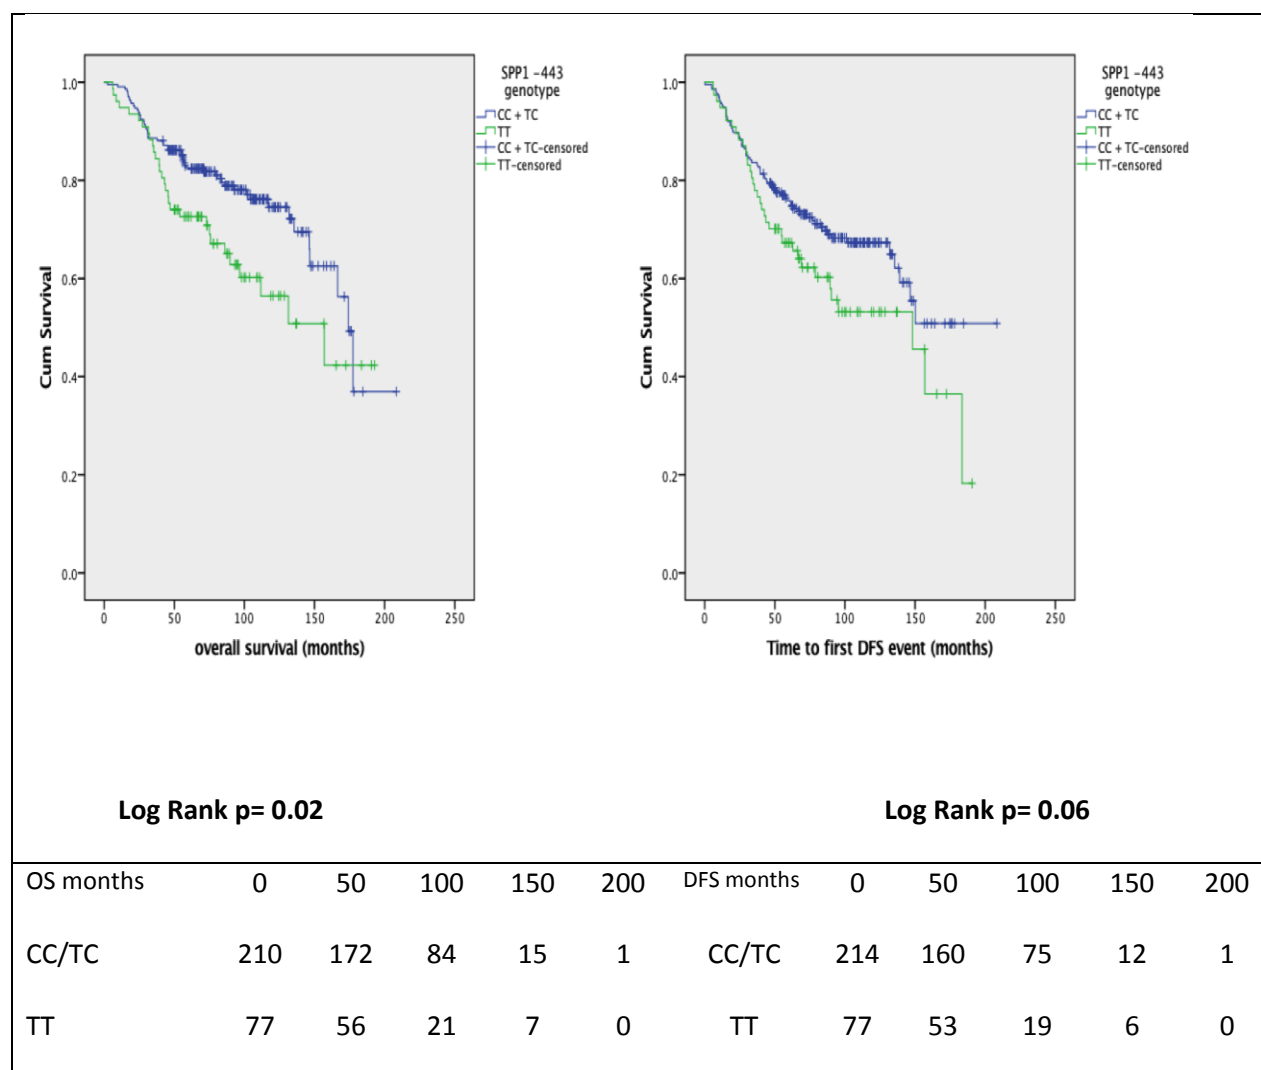 SPP1 -443
genotype
CC + TC
TT
CC + TC-censored
TT-censored
1.0
0.8
0.6
0.4
0.2
0.0
Cum Survival
0 50 100 150 200 250
overall survival (months)
SPP1 -443
genotype
CC + TC
TT
CC + TC-censored
TT-censored
1.0
0.8
0.6
0.4
0.2
0.0
Cum Survival
0 50 100 150 200 250
Time to first DFS event (months)
Log Rank p= 0.02
Log Rank p= 0.06
OS months 0 50 100 150 200 DFS months 0 50 100 150 200
CC/TC 210 172 84 15 1 CC/TC 214 160 75 12 1
TT 77 56 21 7 0 TT 77 53 19 6 0